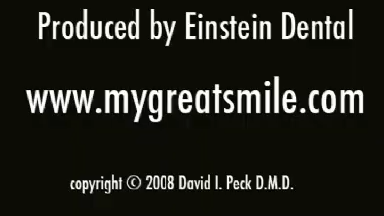 Produced by Einstein Dental
www.mygreatsmile.com
copyright © 2008 David I. Peck D.M.D.